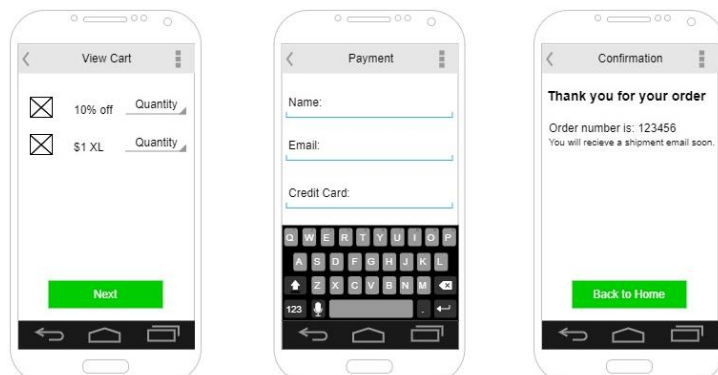 View Cart
10% off Quantity
$1 XL Quantity
Next
Payment
Name:
Email:
Credit Card:
Q W E R T Y U I O P
A S D F G H J K L
Z X C V B N M
123 .
Confirmation
Thank you for your order
Order number is: 123456
You will recieve a shipment email soon.
Back to Home